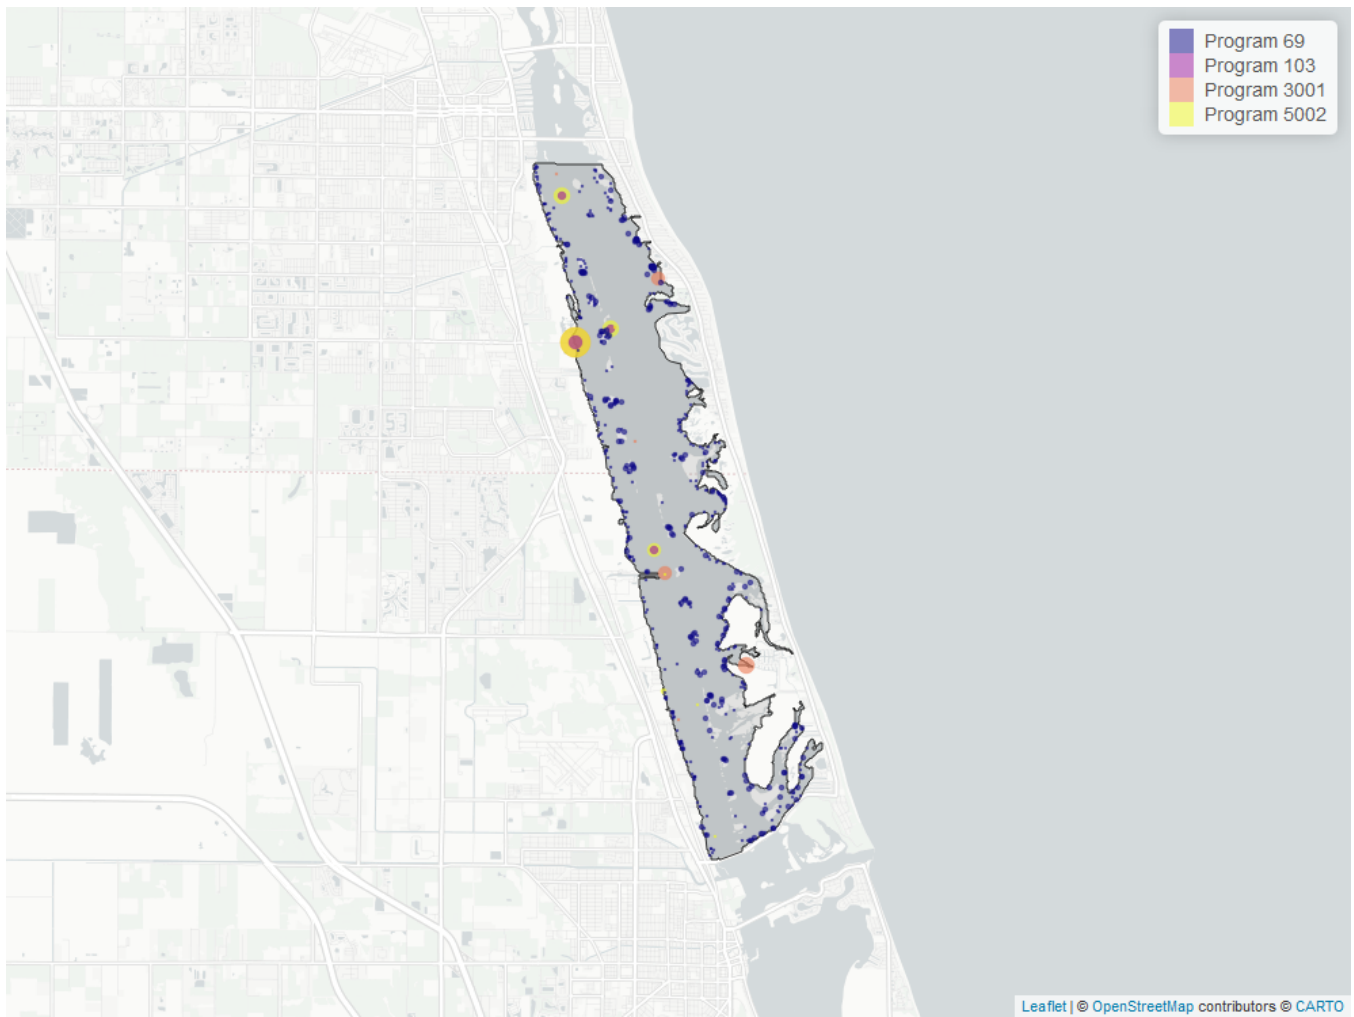 Program 69
Program 103
Program 3001
Program 5002
Leaflet | © OpenStreetMap contributors © CARTO